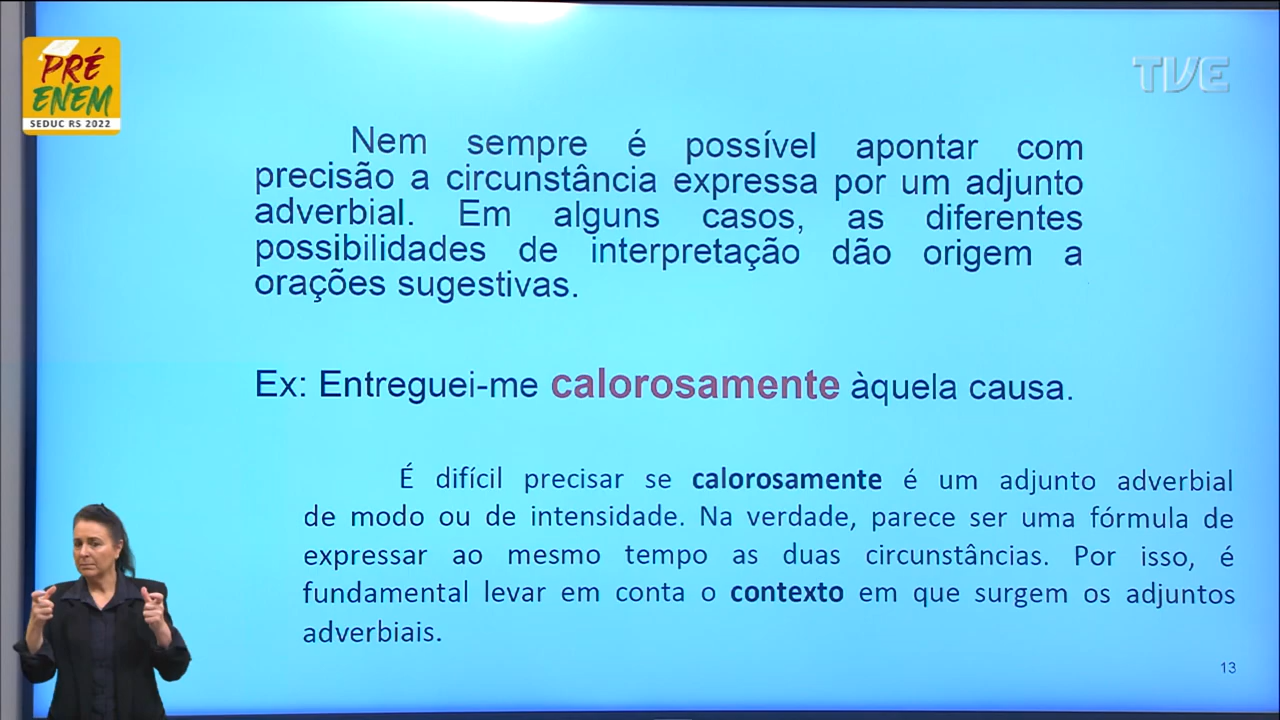 PRÉ
ENEM
SEDUC RS 2022
TVE
Nem sempre é possível apontar com
precisão a circunstância expressa por um adjunto
adverbial. Em alguns casos, as diferentes
possibilidades de interpretação dão origem a
orações sugestivas.
Ex: Entreguei-me calorosamente àquela causa.
É difícil precisar se calorosamente é um adjunto adverbial
de modo ou de intensidade. Na verdade, parece ser uma fórmula de
expressar ao mesmo tempo as duas circunstâncias. Por isso, é
fundamental levar em conta o contexto em que surgem os adjuntos
adverbiais.
13